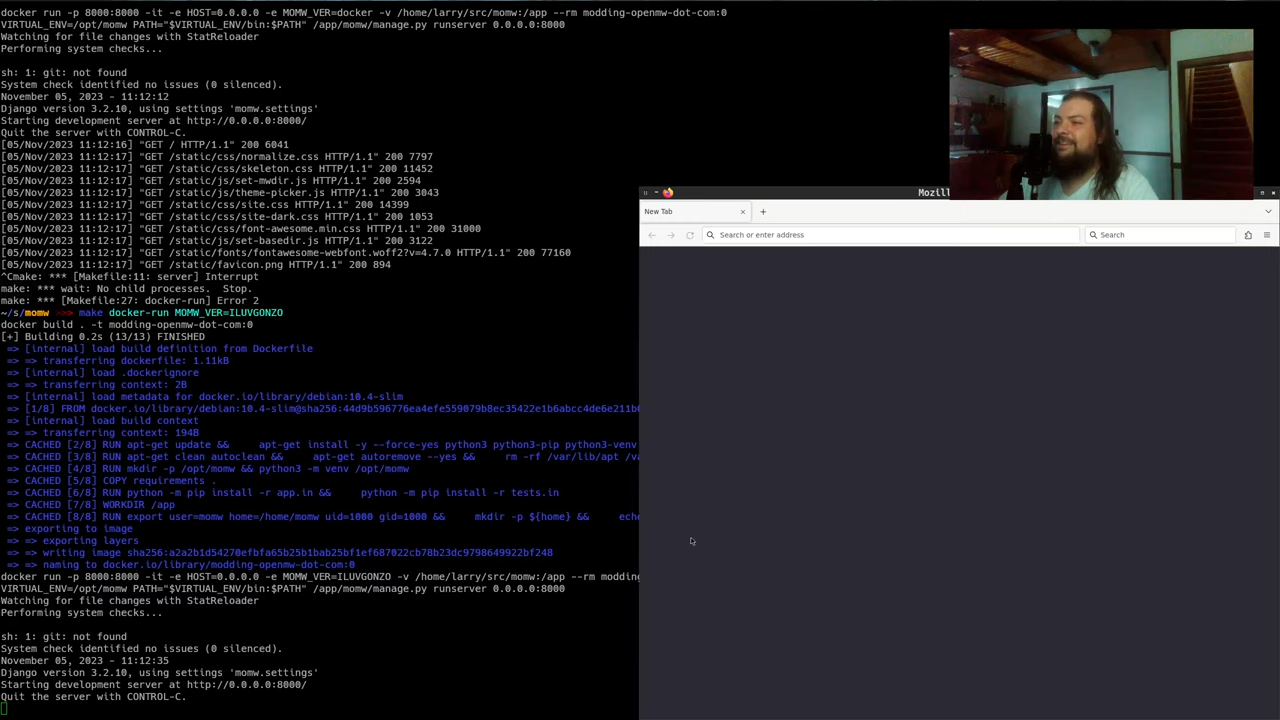 docker run -p 8000:8000 -it -e HOST=0.0.0.0 -e MOMW_VER=docker -v /home/larry/src/momw:/app --rm modding-openmw-dot-com:0
VIRTUAL_ENV=/opt/momw PATH="$VIRTUAL_ENV/bin:$PATH" /app/momw/manage.py runserver 0.0.0.0:8000
Watching for file changes with StatReloader
Performing system checks...
sh: 1: git: not found
System check identified no issues (0 silenced).
November 05, 2023 - 11:12:12
Django version 3.2.10, using settings 'momw.settings'
Starting development server at http://0.0.0.0:8000/
Quit the server with CONTROL-C.
[05/Nov/2023 11:12:16] "GET / HTTP/1.1" 200 6041
[05/Nov/2023 11:12:17] "GET /static/css/normalize.css HTTP/1.1" 200 7797
[05/Nov/2023 11:12:17] "GET /static/css/skeleton.css HTTP/1.1" 200 11452
[05/Nov/2023 11:12:17] "GET /static/js/set-mwdir.js HTTP/1.1" 200 2594
[05/Nov/2023 11:12:17] "GET /static/js/theme-picker.js HTTP/1.1" 200 3043
[05/Nov/2023 11:12:17] "GET /static/css/site.css HTTP/1.1" 200 14399
[05/Nov/2023 11:12:17] "GET /static/css/site-dark.css HTTP/1.1" 200 1053
[05/Nov/2023 11:12:17] "GET /static/css/font-awesome.min.css HTTP/1.1" 200 31000
[05/Nov/2023 11:12:17] "GET /static/js/set-basedir.js HTTP/1.1" 200 3122
[05/Nov/2023 11:12:17] "GET /static/fonts/fontawesome-webfont.woff2?v=4.7.0 HTTP/1.1" 200 77160
[05/Nov/2023 11:12:17] "GET /static/favicon.png HTTP/1.1" 200 894
^Cmake: *** [Makefile:11: server] Interrupt
make: *** wait: No child processes.  Stop.
make: *** [Makefile:27: docker-run] Error 2
~/s/momw >>> make docker-run MOMW_VER=ILUVGONZO
docker build . -t modding-openmw-dot-com:0
[+] Building 0.2s (13/13) FINISHED
=> [internal] load build definition from Dockerfile
=> => transferring dockerfile: 1.11kB
=> [internal] load .dockerignore
=> => transferring context: 2B
=> [internal] load metadata for docker.io/library/debian:10.4-slim
=> [1/8] FROM docker.io/library/debian:10.4-slim@sha256:44d9b596776ea4efe559079b8ec35422e1b6abcc4de6e211b
=> [internal] load build context
=> => transferring context: 194B
=> CACHED [2/8] RUN apt-get update &&     apt-get install -y --force-yes python3 python3-pip python3-venv
=> CACHED [3/8] RUN apt-get clean autoclean &&     apt-get autoremove --yes &&     rm -rf /var/lib/apt /v
=> CACHED [4/8] RUN mkdir -p /opt/momw && python3 -m venv /opt/momw
=> CACHED [5/8] COPY requirements .
=> CACHED [6/8] RUN python -m pip install -r app.in &&     python -m pip install -r tests.in
=> CACHED [7/8] WORKDIR /app
=> CACHED [8/8] RUN export user=momw home=/home/momw uid=1000 gid=1000 &&     mkdir -p ${home} &&     ech
=> exporting to image
=> => exporting layers
=> => writing image sha256:a2a2b1d54270efbfa65b25b1bab25bf1ef687022cb78b23dc9798649922bf248
=> => naming to docker.io/library/modding-openmw-dot-com:0
docker run -p 8000:8000 -it -e HOST=0.0.0.0 -e MOMW_VER=ILUVGONZO -v /home/larry/src/momw:/app --rm modding
VIRTUAL_ENV=/opt/momw PATH="$VIRTUAL_ENV/bin:$PATH" /app/momw/manage.py runserver 0.0.0.0:8000
Watching for file changes with StatReloader
Performing system checks...
sh: 1: git: not found
System check identified no issues (0 silenced).
November 05, 2023 - 11:12:35
Django version 3.2.10, using settings 'momw.settings'
Starting development server at http://0.0.0.0:8000/
Quit the server with CONTROL-C.
Mozill
New Tab
Search or enter address
Search